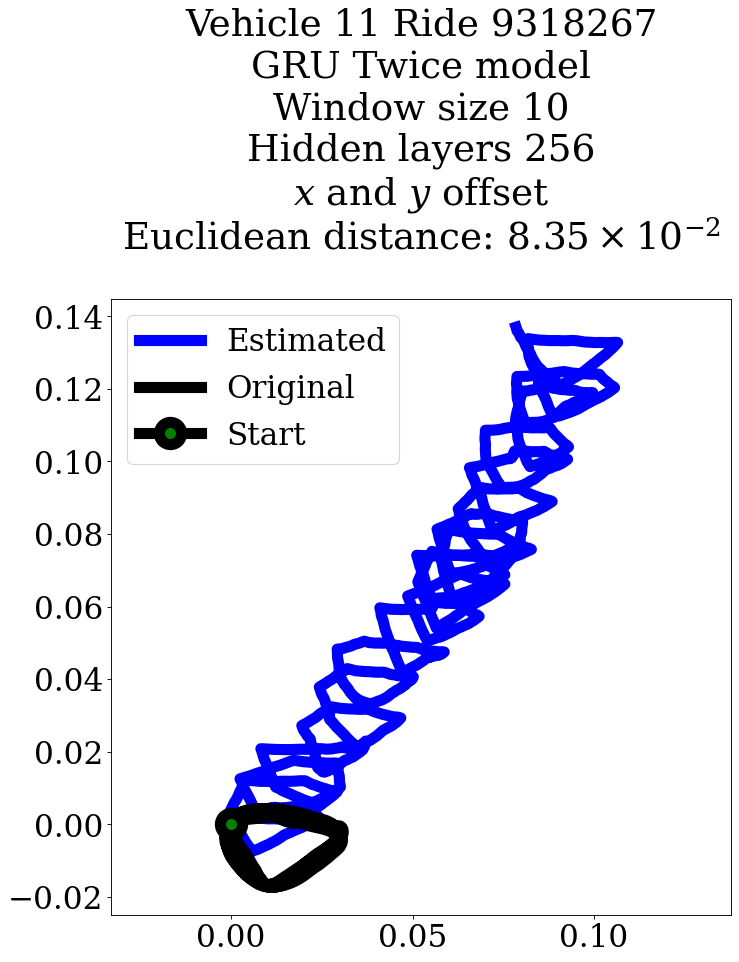 Vehicle 11 Ride 9318267
GRU Twice model
Window size 10
Hidden layers 256
x and y offset
Euclidean distance: 8.35 × 10⁻²
0.14
Estimated
0.12
Original
0.10
Start
0.08
0.06
0.04
0.02
0.00
−0.02
0.00 0.05 0.10